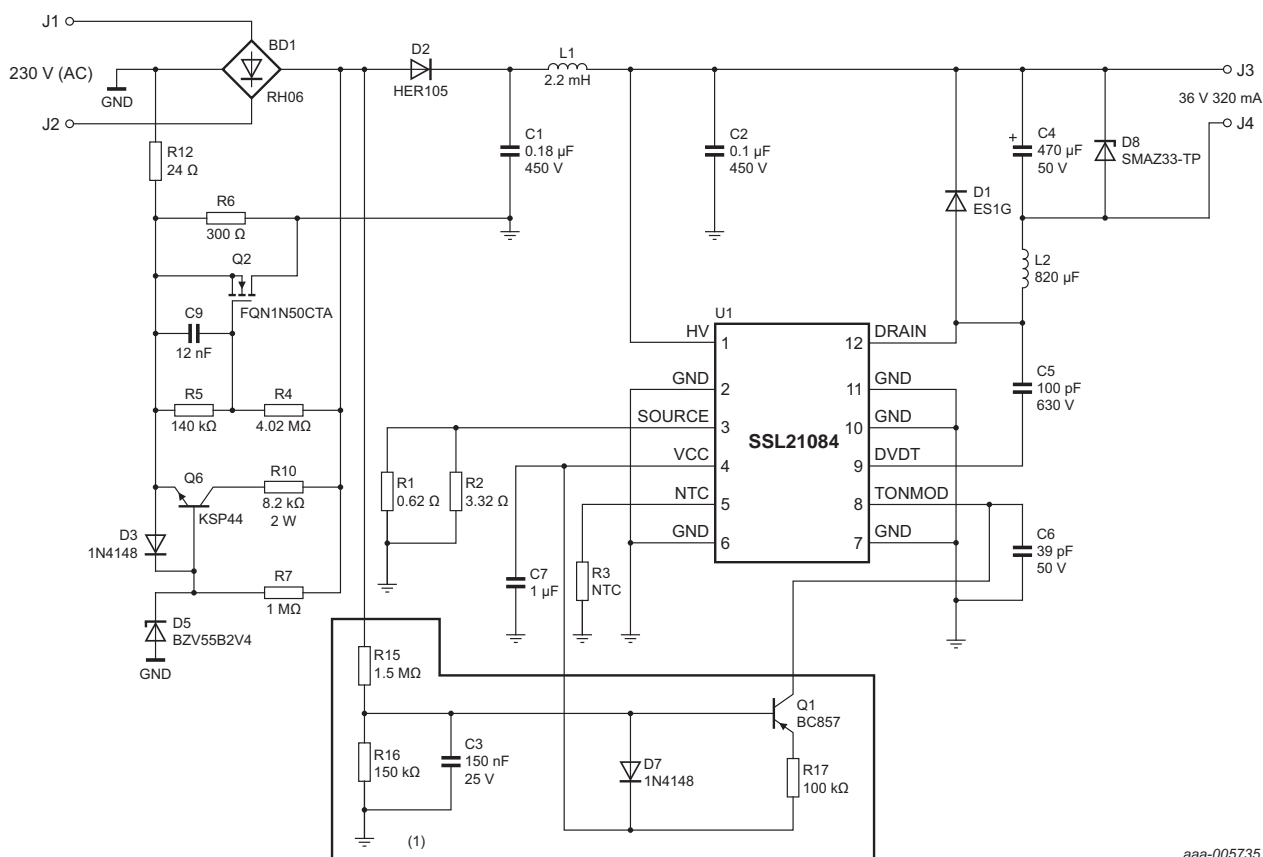 J1
BD1
230 V (AC)
GND
RH06
J2
D2
HER105
L1
2.2 mH
J3
36 V 320 mA
J4
C1
0.18 μF
450 V
C2
0.1 μF
450 V
+
C4
470 μF
50 V
D8
SMAZ33-TP
R12
24 Ω
D1
ES1G
R6
300 Ω
L2
820 μF
Q2
FQN1N50CTA
C9
12 nF
U1
HV
1
12
DRAIN
GND
2
11
GND
SOURCE
3
10
GND
SSL21084
VCC
4
9
DVDT
NTC
5
8
TONMOD
GND
6
7
GND
C5
100 pF
630 V
R5
140 kΩ
R4
4.02 MΩ
Q6
KSP44
R10
8.2 kΩ
2 W
R1
0.62 Ω
R2
3.32 Ω
D3
1N4148
C6
39 pF
50 V
R7
1 MΩ
C7
1 μF
R3
NTC
D5
BZV55B2V4
GND
R15
1.5 MΩ
Q1
BC857
R16
150 kΩ
C3
150 nF
25 V
D7
1N4148
R17
100 kΩ
(1)
aaa-005735